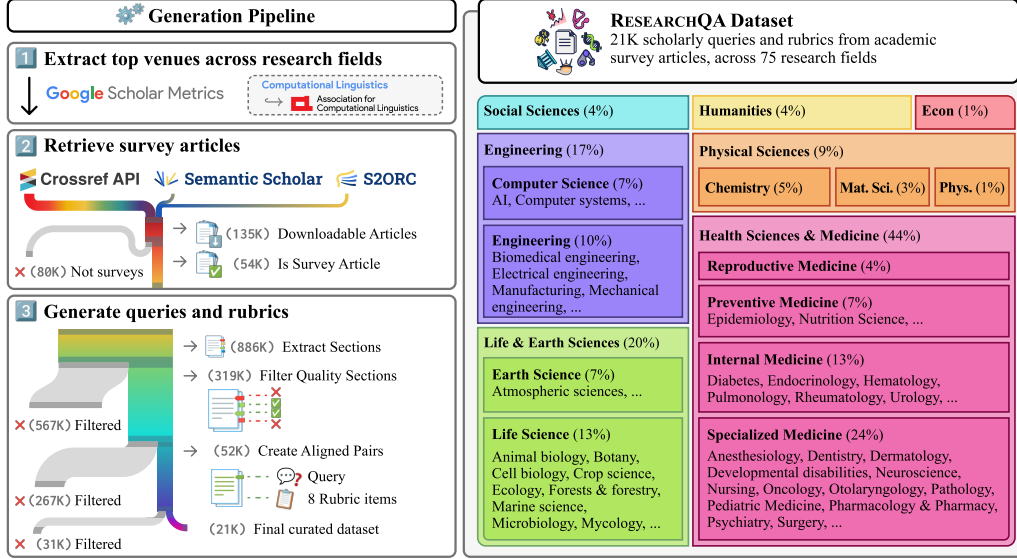 Generation Pipeline
1 Extract top venues across research fields
Google Scholar Metrics
Computational Linguistics
Association for
Computational Linguistics
2 Retrieve survey articles
Crossref API
Semantic Scholar
S2ORC
(135K) Downloadable Articles
(54K) Is Survey Article
(80K) Not surveys
3 Generate queries and rubrics
(886K) Extract Sections
(319K) Filter Quality Sections
(567K) Filtered
(52K) Create Aligned Pairs
Query
8 Rubric items
(267K) Filtered
(21K) Final curated dataset
(31K) Filtered
RESEARCHQA Dataset
21K scholarly queries and rubrics from academic
survey articles, across 75 research fields
Social Sciences (4%)
Humanities (4%)
Econ (1%)
Engineering (17%)
Computer Science (7%)
AI, Computer systems, ...
Engineering (10%)
Biomedical engineering,
Electrical engineering,
Manufacturing, Mechanical
engineering, ...
Life & Earth Sciences (20%)
Earth Science (7%)
Atmospheric sciences, ...
Life Science (13%)
Animal biology, Botany,
Cell biology, Crop science,
Ecology, Forests & forestry,
Marine science,
Microbiology, Mycology, ...
Physical Sciences (9%)
Chemistry (5%)
Mat. Sci. (3%)
Phys. (1%)
Health Sciences & Medicine (44%)
Reproductive Medicine (4%)
Preventive Medicine (7%)
Epidemiology, Nutrition Science, ...
Internal Medicine (13%)
Diabetes, Endocrinology, Hematology,
Pulmonology, Rheumatology, Urology, ...
Specialized Medicine (24%)
Anesthesiology, Dentistry, Dermatology,
Developmental disabilities, Neuroscience,
Nursing, Oncology, Otolaryngology, Pathology,
Pediatric Medicine, Pharmacology & Pharmacy,
Psychiatry, Surgery, ...